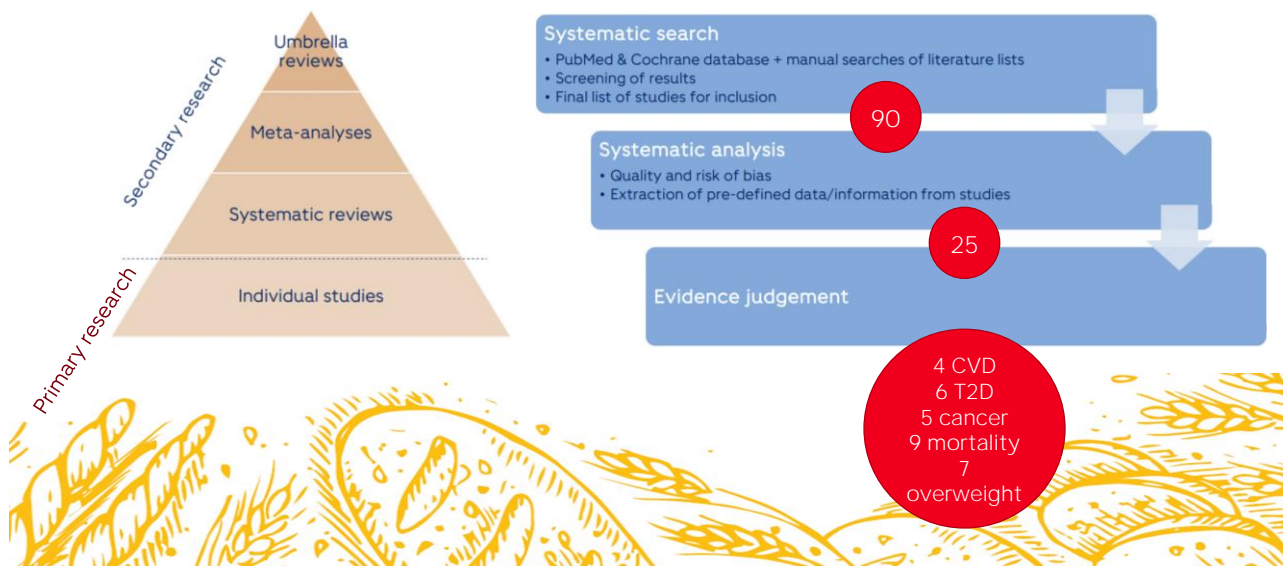 Umbrella
reviews
Meta-analyses
Systematic reviews
Individual studies
Secondary research
Primary research
Systematic search
• PubMed & Cochrane database + manual searches of literature lists
• Screening of results
• Final list of studies for inclusion
90
Systematic analysis
• Quality and risk of bias
• Extraction of pre-defined data/information from studies
25
Evidence judgement
4 CVD
6 T2D
5 cancer
9 mortality
7
overweight